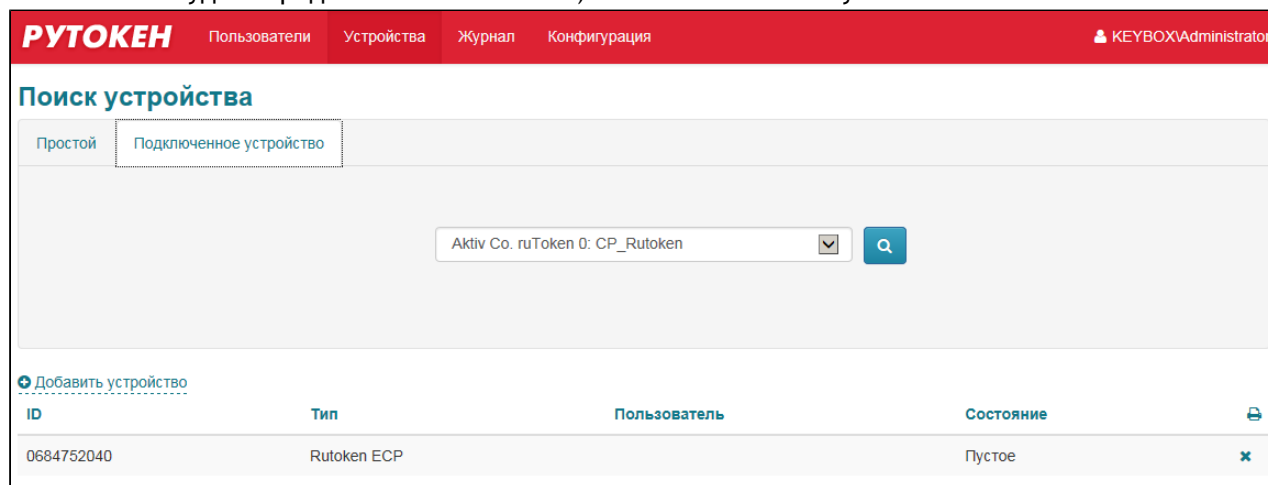 РУТОКЕН Пользователи Устройства Журнал Конфигурация KEYBOX\Administrator
Поиск устройства
Простой Подключенное устройство
Aktiv Co. ruToken 0: CP_Rutoken
Добавить устройство
ID Тип Пользователь Состояние
0684752040 Rutoken ECP Пустое